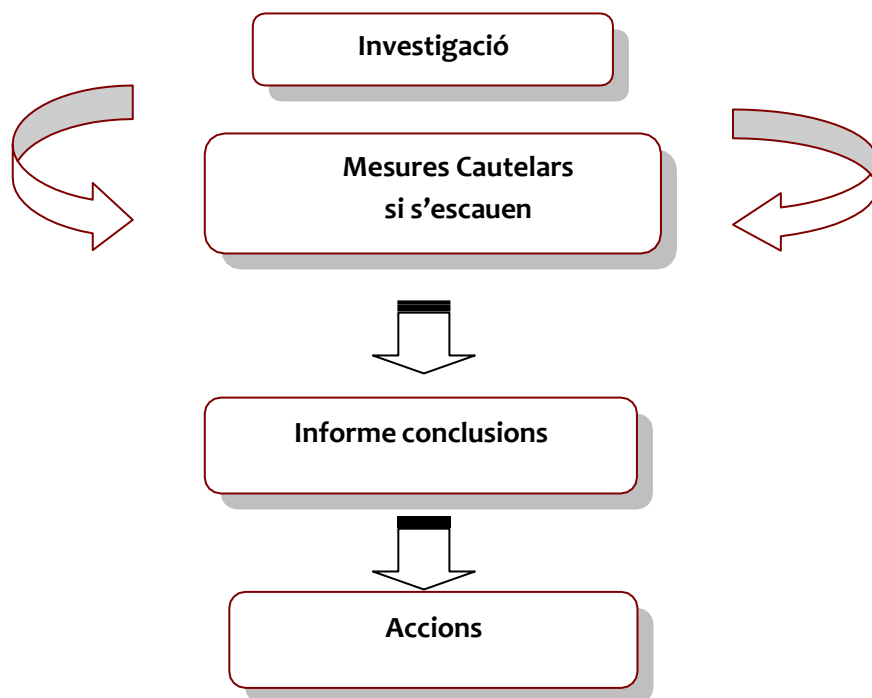 Investigació
Mesures Cautelars
si s’escauen
Informe conclusions
Accions